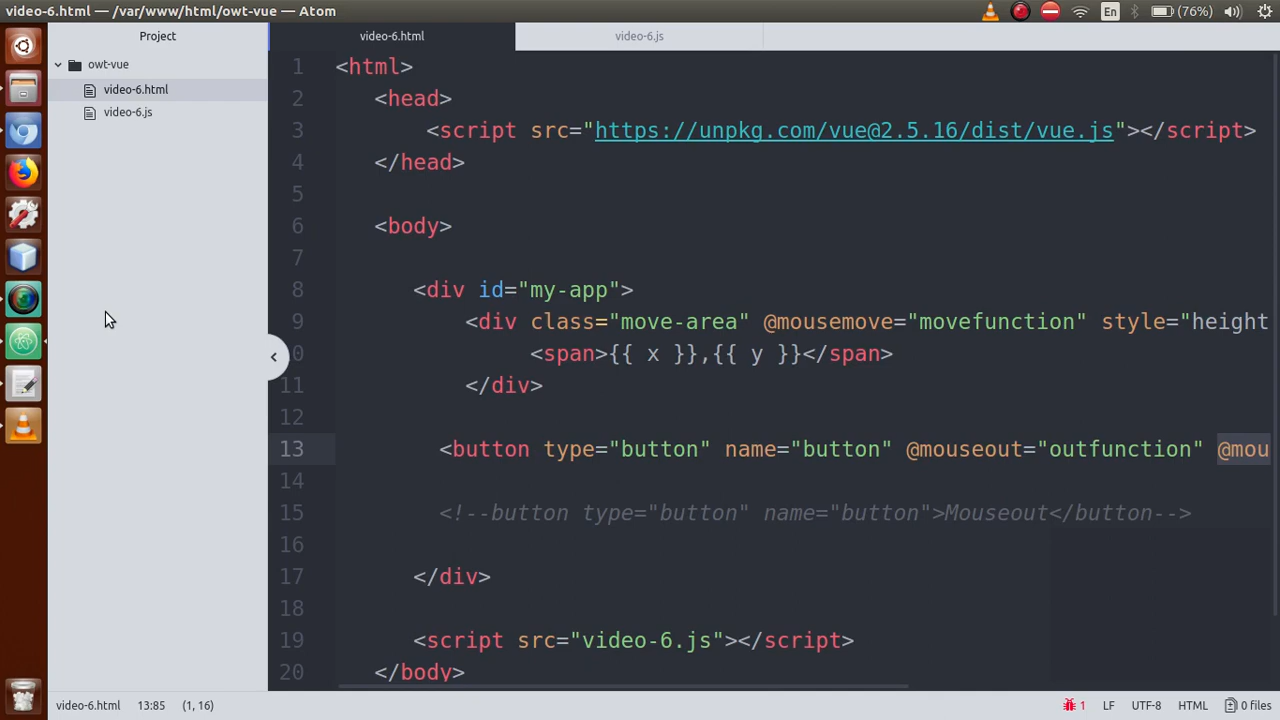 video-6.html — /var/www/html/owt-vue — Atom
En
(76%)
Project
video-6.html
video-6.js
owt-vue
video-6.html
video-6.js
1 <html>
2 <head>
3 <script src="https://unpkg.com/vue@2.5.16/dist/vue.js"></script>
4 </head>
5
6 <body>
7
8 <div id="my-app">
9 <div class="move-area" @mousemove="movefunction" style="height
0 <span>{{ x }},{{ y }}</span>
11 </div>
12
13 <button type="button" name="button" @mouseout="outfunction" @mou
14
15 <!--button type="button" name="button">Mouseout</button-->
16
17 </div>
18
19 <script src="video-6.js"></script>
20 </body>
video-6.html 13:85 (1, 16)
1 LF UTF-8 HTML 0 files